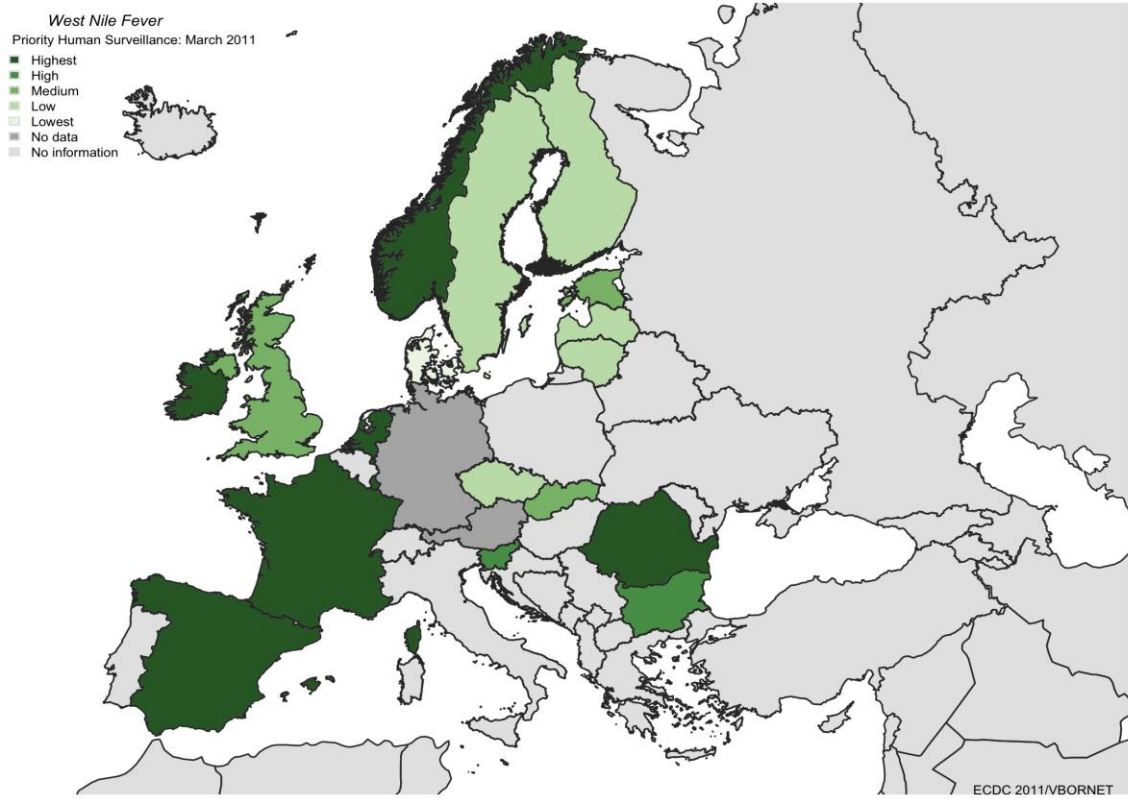 West Nile Fever
Priority Human Surveillance: March 2011
Highest
High
Medium
Low
Lowest
No data
No information
ECDC 2011/VBORNET